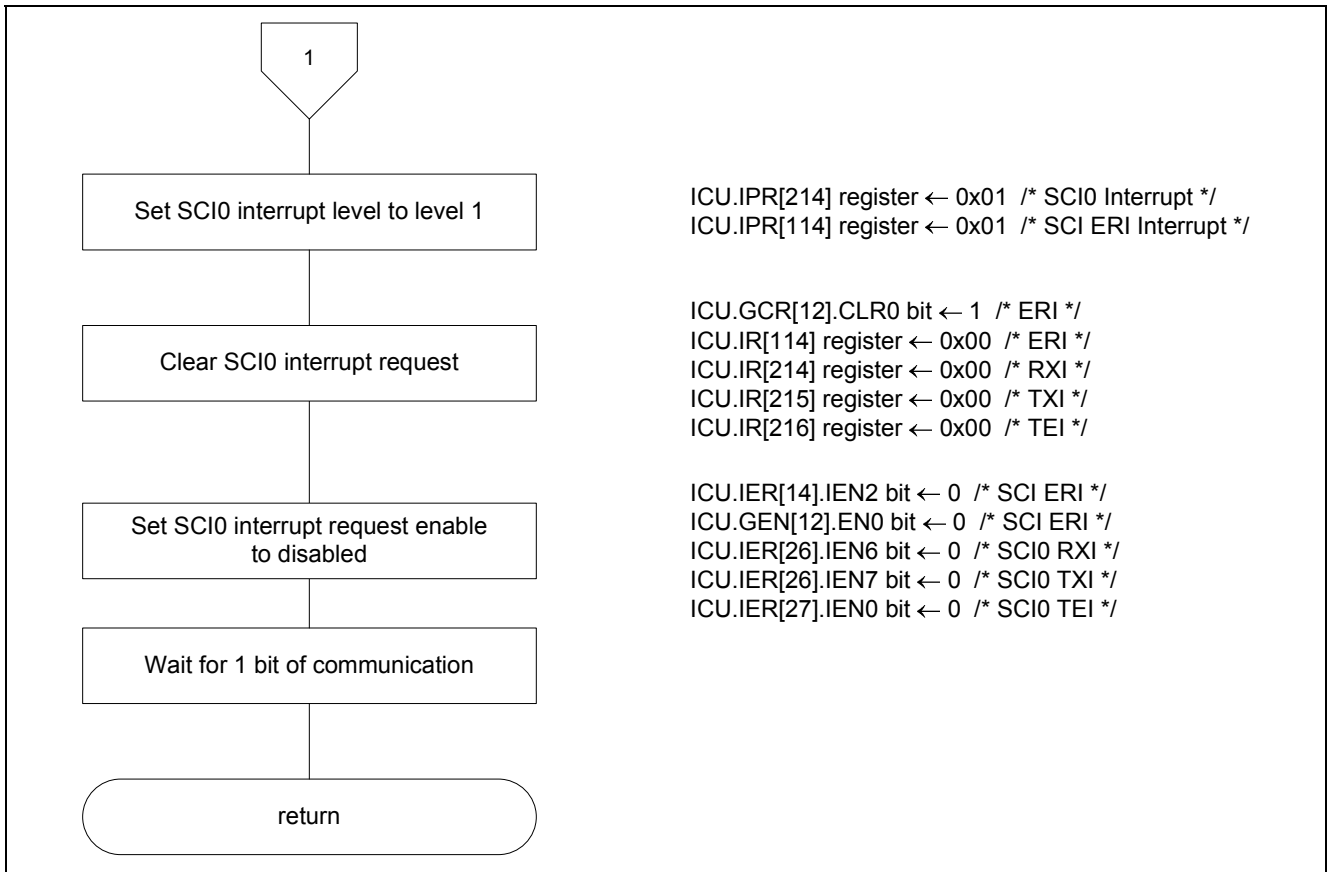 1
Set SCI0 interrupt level to level 1
ICU.IPR[214] register ← 0x01 /* SCI0 Interrupt */
ICU.IPR[114] register ← 0x01 /* SCI ERI Interrupt */
Clear SCI0 interrupt request
ICU.GCR[12].CLR0 bit ← 1 /* ERI */
ICU.IR[114] register ← 0x00 /* ERI */
ICU.IR[214] register ← 0x00 /* RXI */
ICU.IR[215] register ← 0x00 /* TXI */
ICU.IR[216] register ← 0x00 /* TEI */
Set SCI0 interrupt request enable
to disabled
ICU.IER[14].IEN2 bit ← 0 /* SCI ERI */
ICU.GEN[12].EN0 bit ← 0 /* SCI ERI */
ICU.IER[26].IEN6 bit ← 0 /* SCI0 RXI */
ICU.IER[26].IEN7 bit ← 0 /* SCI0 TXI */
ICU.IER[27].IEN0 bit ← 0 /* SCI0 TEI */
Wait for 1 bit of communication
return